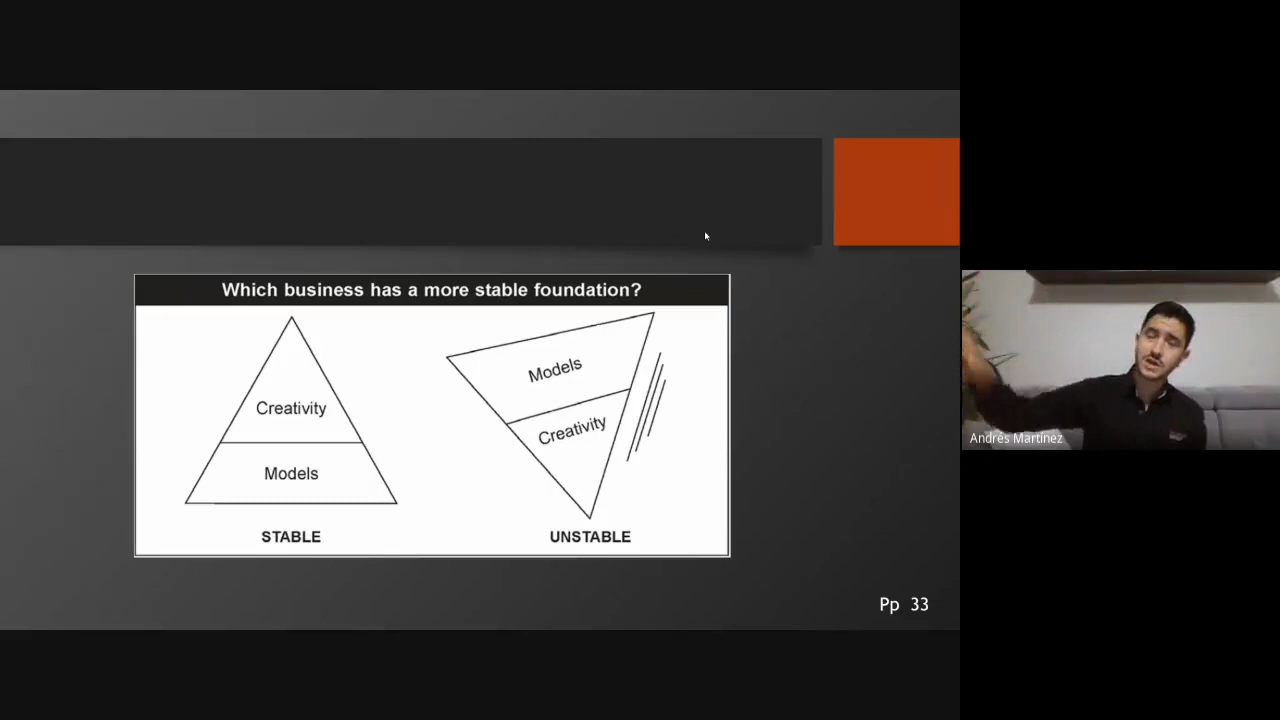 Which business has a more stable foundation?
Creativity
Models
STABLE
Models
Creativity
UNSTABLE
Pp 33
Andrés Martínez